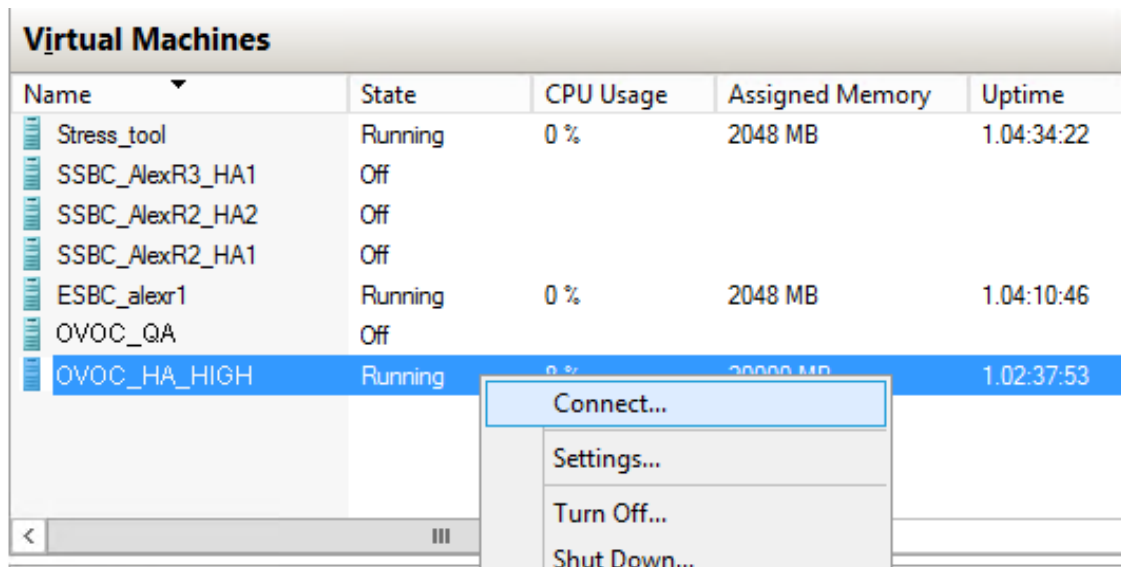 Virtual Machines
Name State CPU Usage Assigned Memory Uptime
Stress_tool Running 0 % 2048 MB 1.04:34:22
SSBC_AlexR3_HA1 Off
SSBC_AlexR2_HA2 Off
SSBC_AlexR2_HA1 Off
ESBC_alexr1 Running 0 % 2048 MB 1.04:10:46
OVOC_QA Off
OVOC_HA_HIGH Running 8 % MB 1.02:37:53
Connect...
Settings...
Turn Off...
Shut Down...